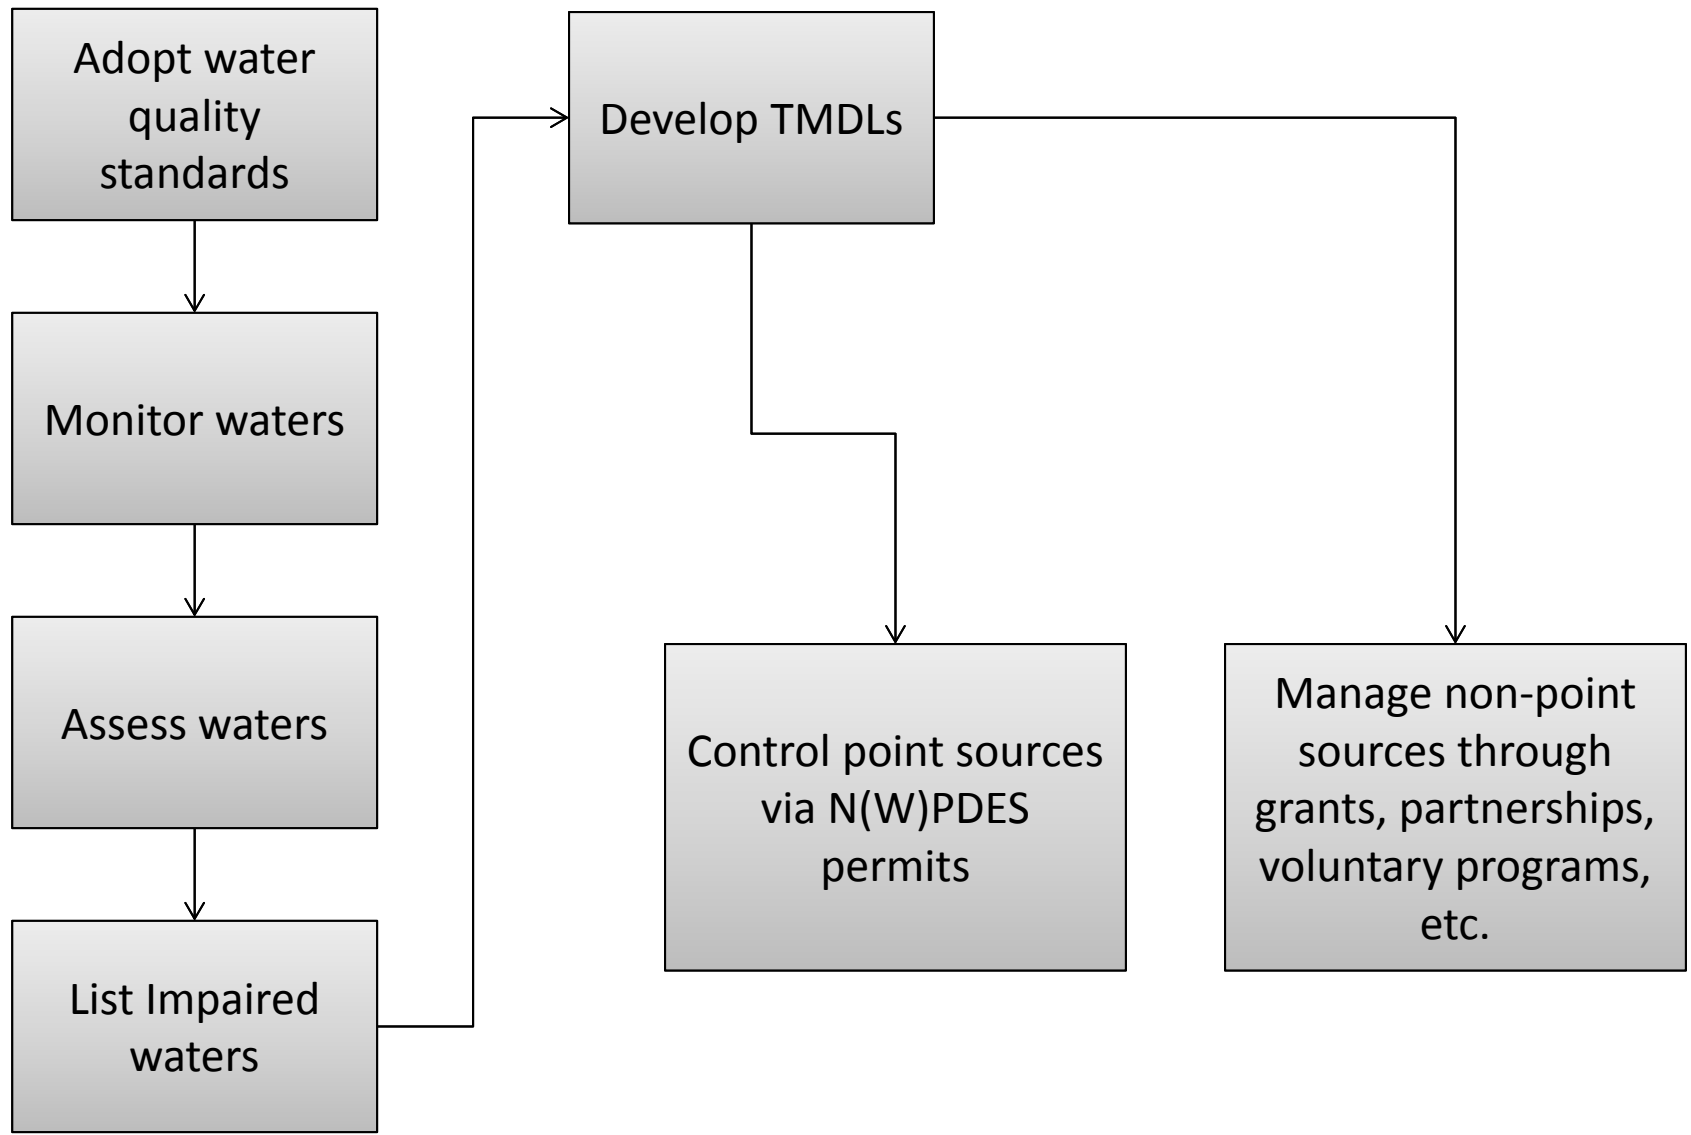 Adopt water
quality
standards
Monitor waters
Assess waters
List Impaired
waters
Develop TMDLs
Control point sources
via N(W)PDES
permits
Manage non-point
sources through
grants, partnerships,
voluntary programs,
etc.